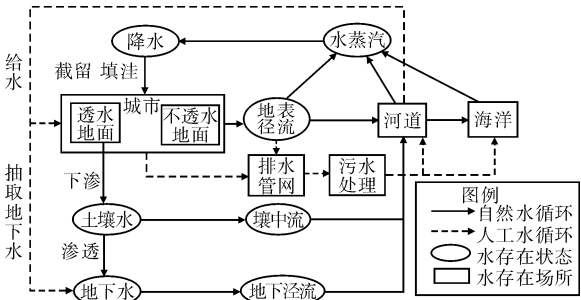 给水
降水
水蒸汽
截留 填洼
城市
透水地面
不透水地面
地表径流
河道
海洋
排水管网
污水处理
抽取地下水
下渗
土壤水
壤中流
渗透
地下水
地下泾流
图例
自然水循环
人工水循环
水存在状态
水存在场所